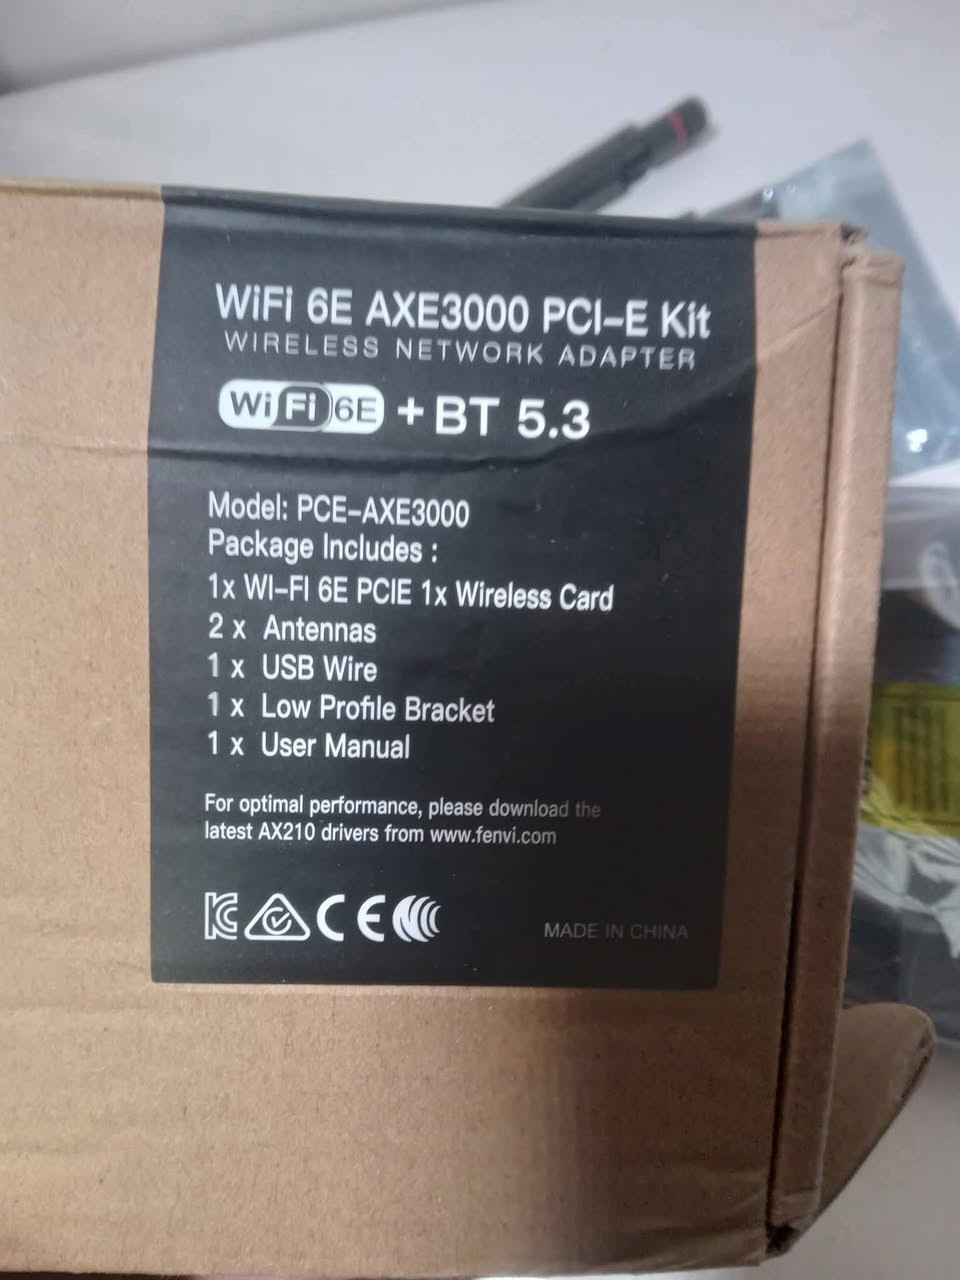 WiFi 6E AXE3000 PCI-E Kit
WIRELESS NETWORK ADAPTER
WiFi 6E + BT 5.3
Model: PCE-AXE3000
Package Includes :
1x WI-FI 6E PCIE 1x Wireless Card
2 x Antennas
1 x USB Wire
1 x Low Profile Bracket
1 x User Manual
For optimal performance, please download the
latest AX210 drivers from www.fenvi.com
CE
MADE IN CHINA